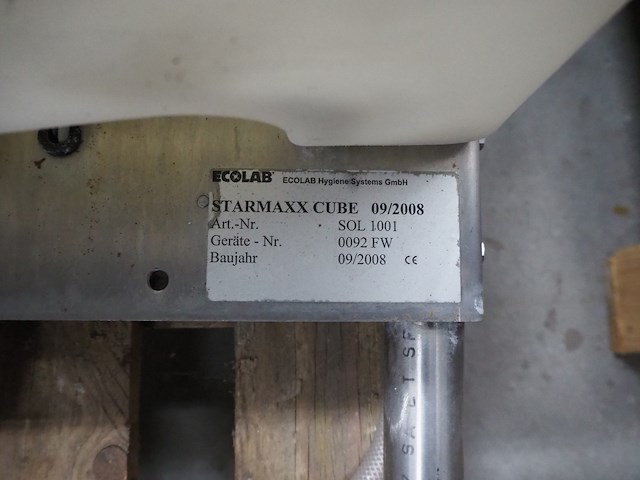 ECOLAB® ECOLAB Hygiene Systems GmbH
STARMAXX CUBE 09/2008
Art.-Nr. SOL 1001
Geräte - Nr. 0092 FW
Baujahr 09/2008 CE